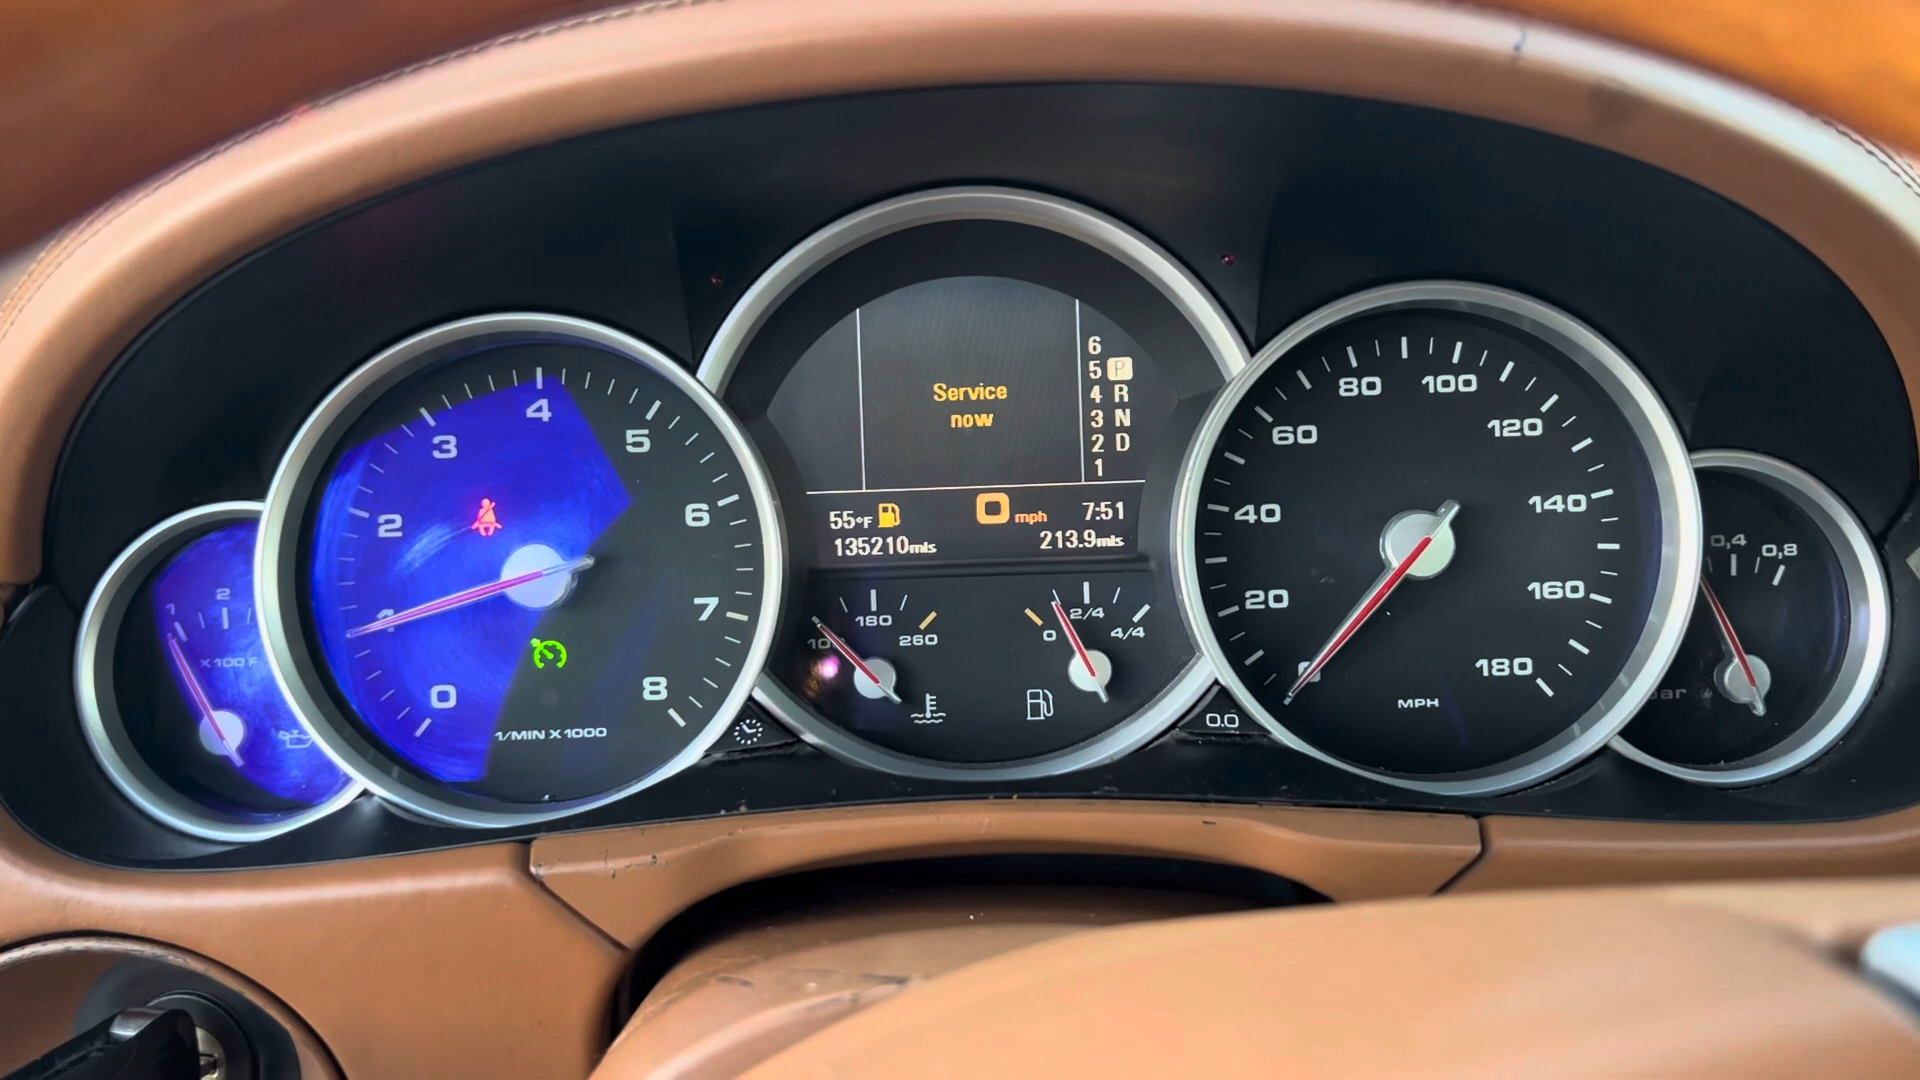 Service
now
6
5 P
4 R
3 N
2 D
1
55°F 0 mph 7:51
135210mls 213.9mls
1 2
X100°F
0 1 2 3 4 5 6 7 8
1/MIN X 1000
180 260
0 2/4 4/4
0.0
20 40 60 80 100 120 140 160 180
MPH
0,4 0,8